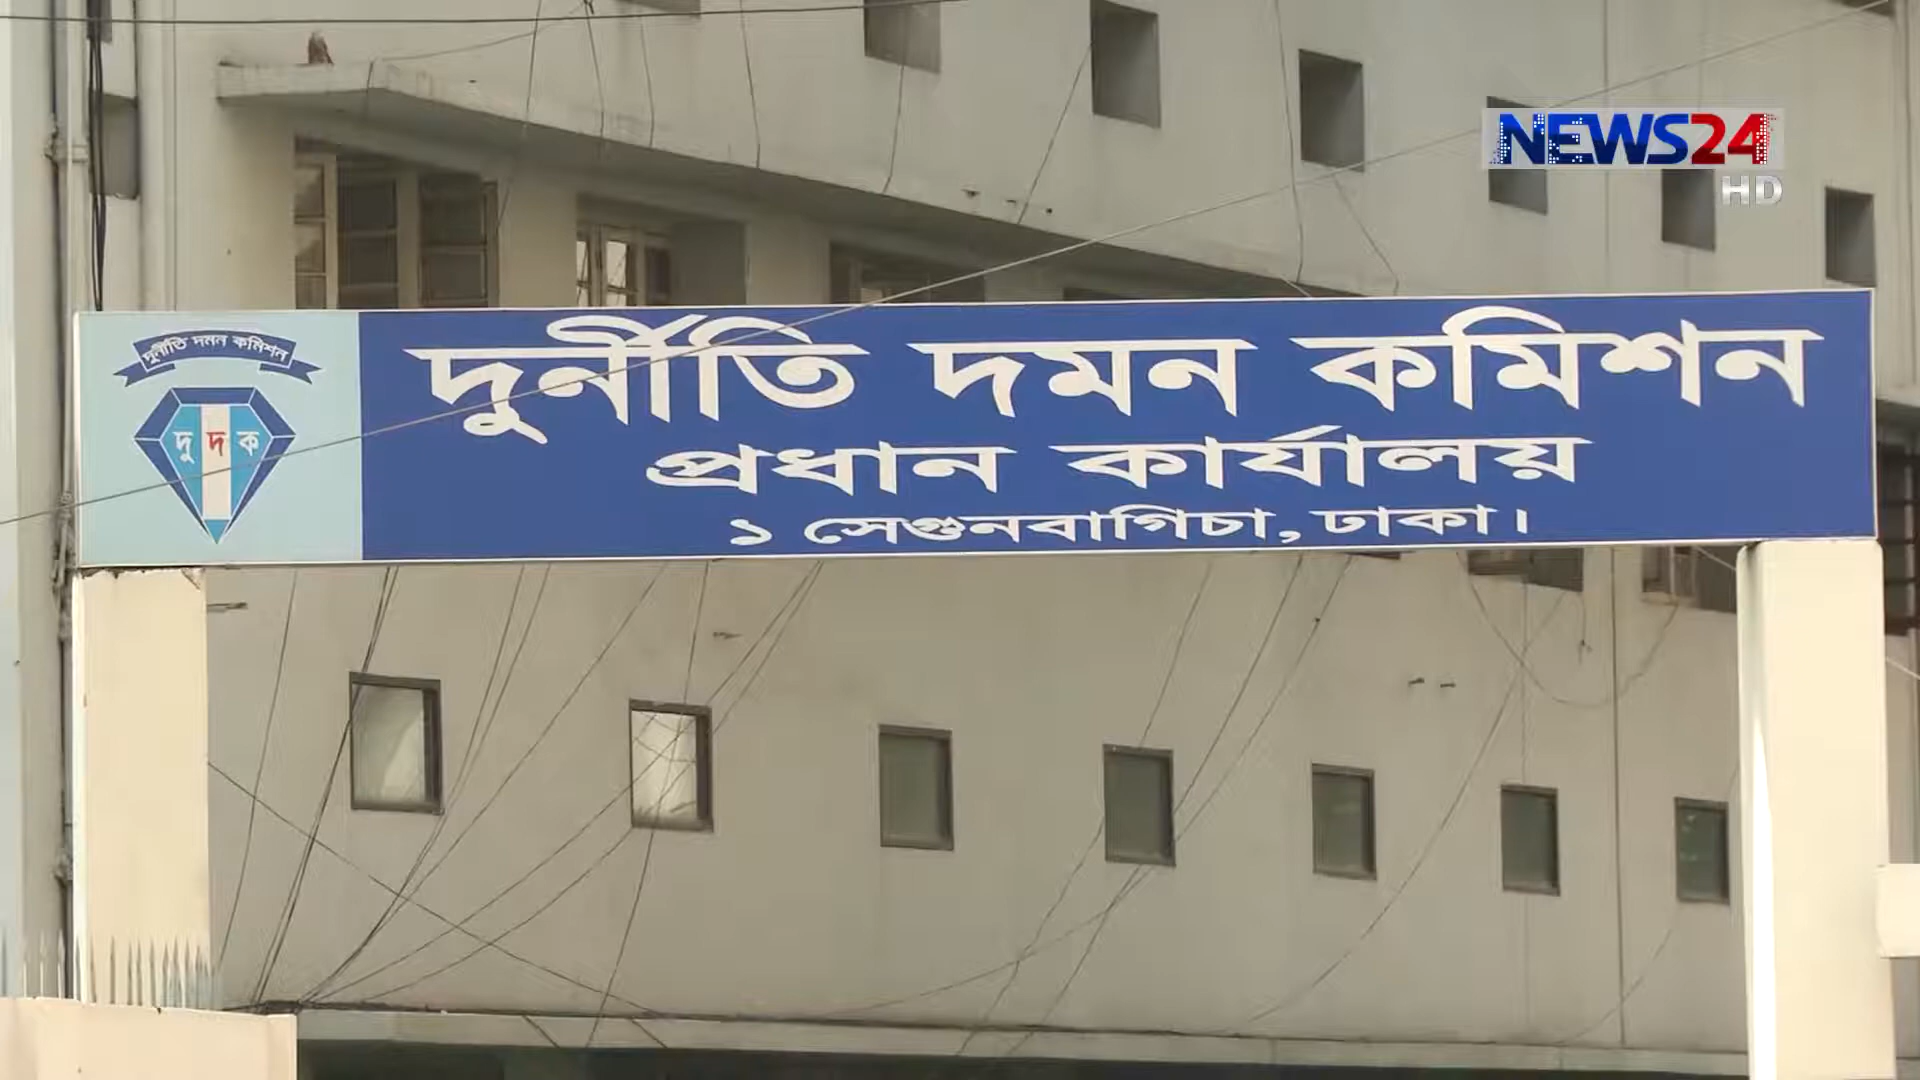 NEWS24
HD
দুর্নীতি দমন কমিশন
দুদক
দুর্নীতি দমন কমিশন
প্রধান কার্যালয়
১ সেগুনবাগিচা, ঢাকা।